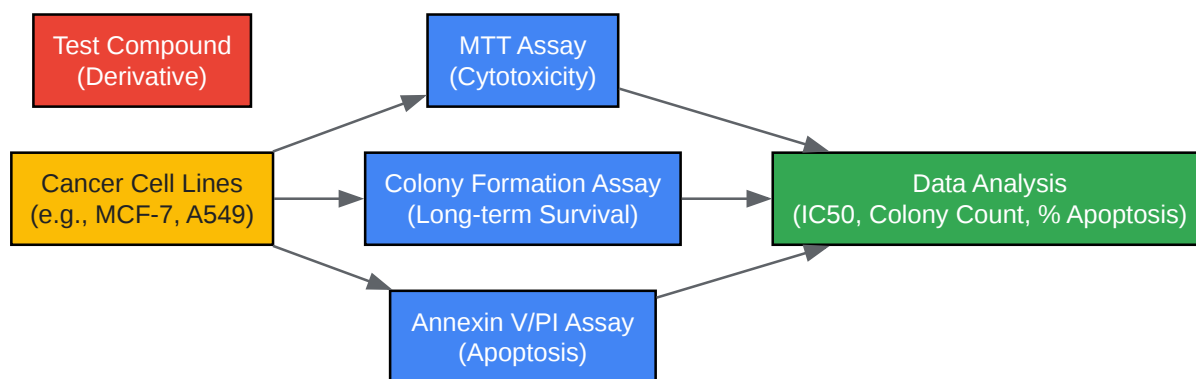 Test Compound
(Derivative)
MTT Assay
(Cytotoxicity)
Cancer Cell Lines
(e.g., MCF-7, A549)
Colony Formation Assay
(Long-term Survival)
Data Analysis
(IC50, Colony Count, % Apoptosis)
Annexin V/PI Assay
(Apoptosis)